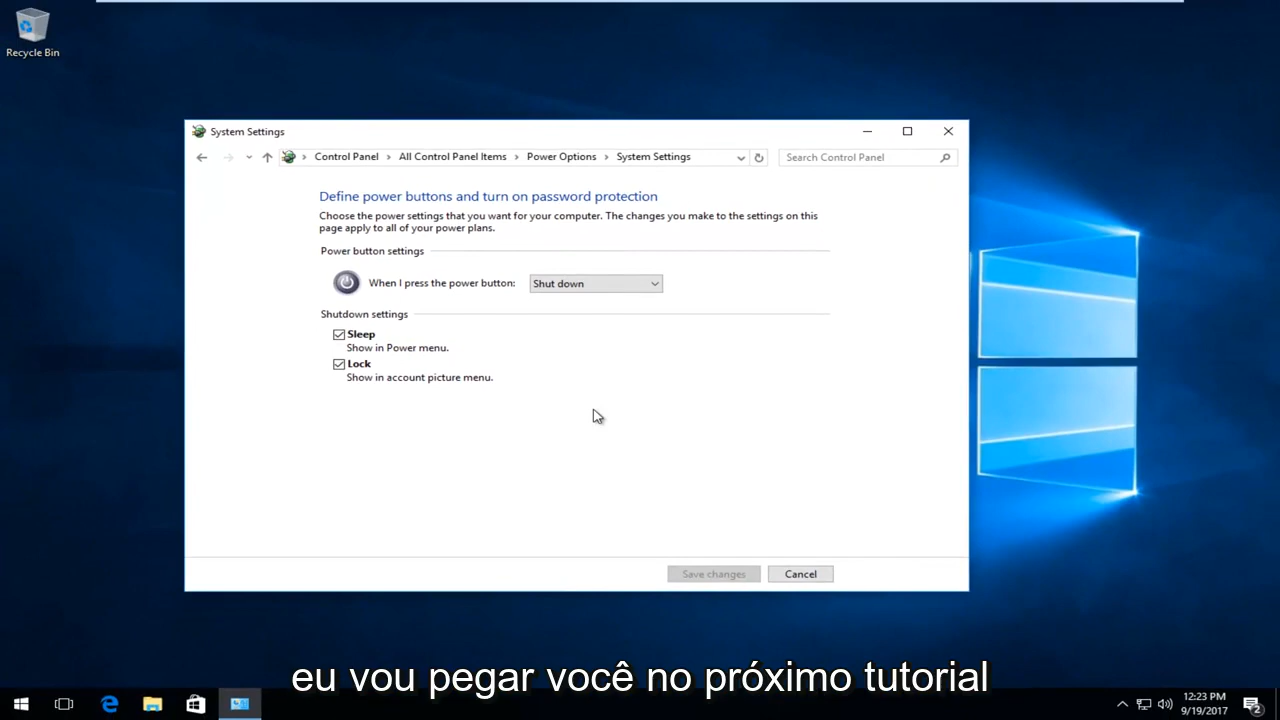 Recycle Bin
System Settings
Control Panel › All Control Panel Items › Power Options › System Settings
Search Control Panel
Define power buttons and turn on password protection
Choose the power settings that you want for your computer. The changes you make to the settings on this
page apply to all of your power plans.
Power button settings
When I press the power button: Shut down
Shutdown settings
Sleep
Show in Power menu.
Lock
Show in account picture menu.
Save changes Cancel
eu vou pegar você no próximo tutorial
12:23 PM
9/19/2017
2